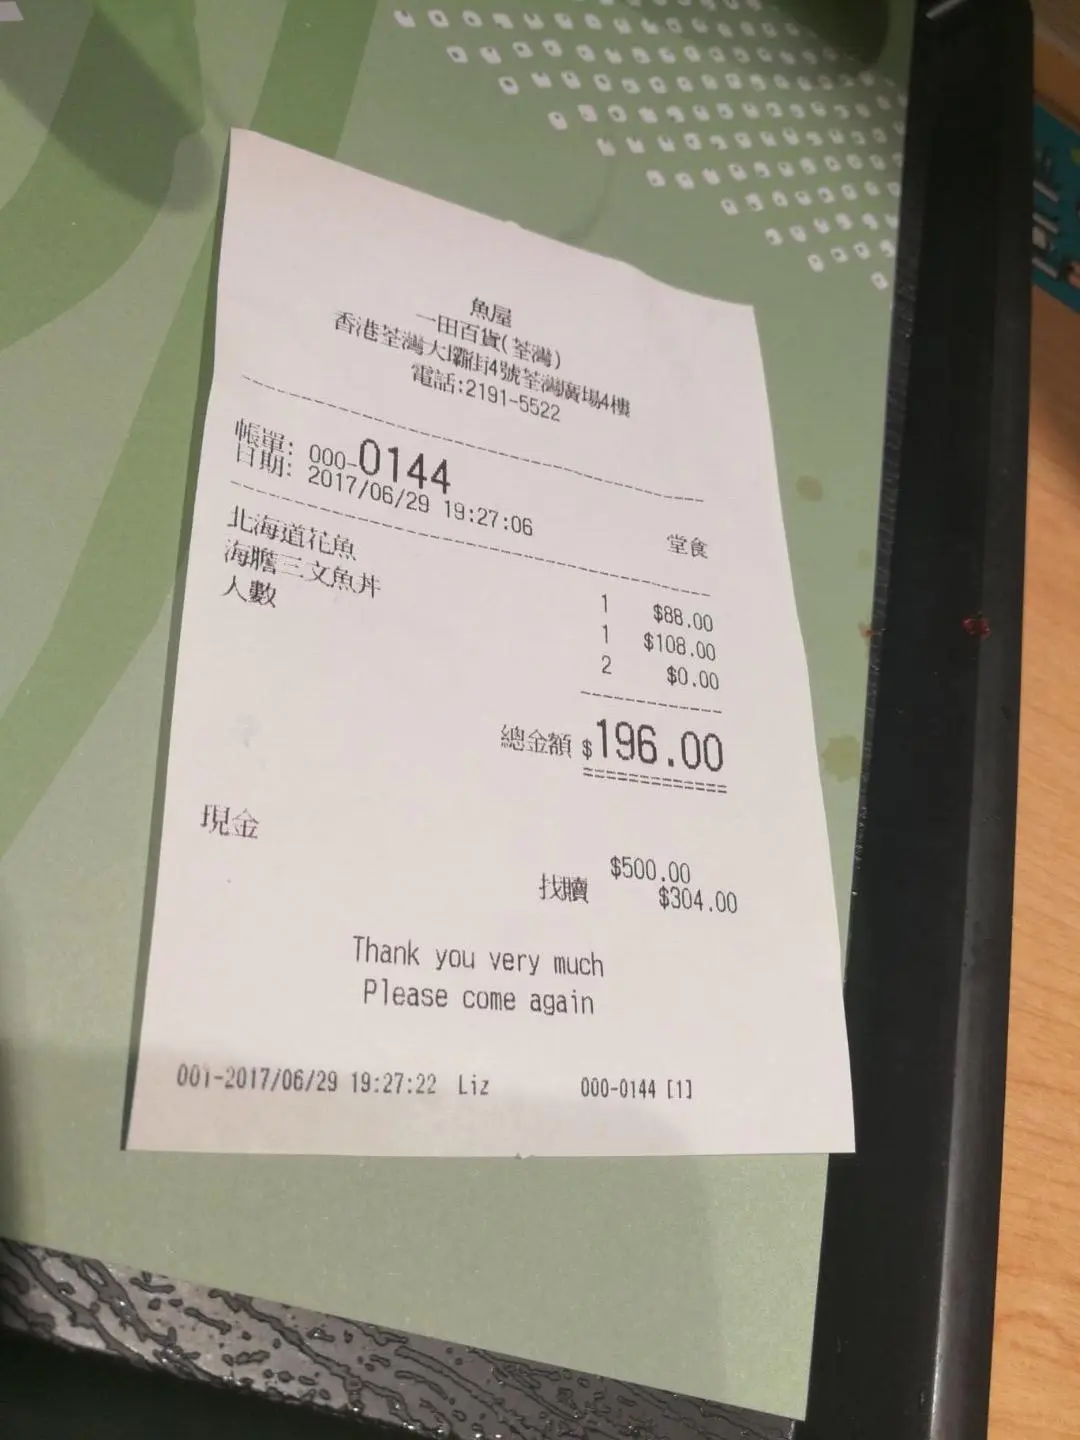 魚屋
一田百貨(荃灣)
香港荃灣大壩街4號荃灣廣場4樓
電話:2191-5522
帳單: 000-0144
日期: 2017/06/29 19:27:06
堂食
北海道花魚 1 $88.00
海膽三文魚丼 1 $108.00
人數 2 $0.00
總金額 $196.00
現金 $500.00
找贖 $304.00
Thank you very much
Please come again
001-2017/06/29 19:27:22 Liz 000-0144 [1]